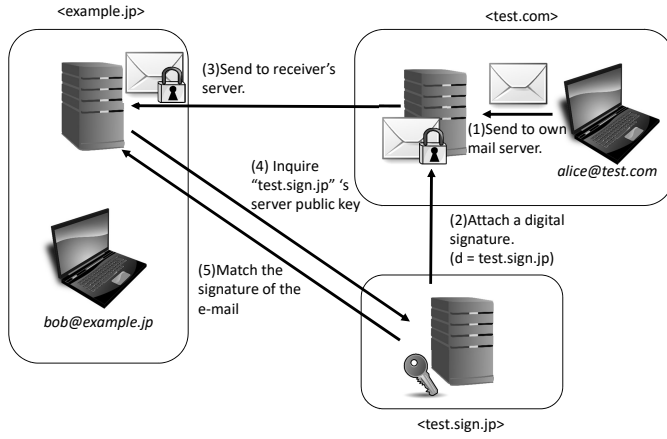 <example.jp>
<test.com>
(3)Send to receiver's
server.
(1)Send to own
mail server.
alice@test.com
(4) Inquire
"test.sign.jp" 's
server public key
(2)Attach a digital
signature.
(d = test.sign.jp)
(5)Match the
signature of the
e-mail
bob@example.jp
<test.sign.jp>